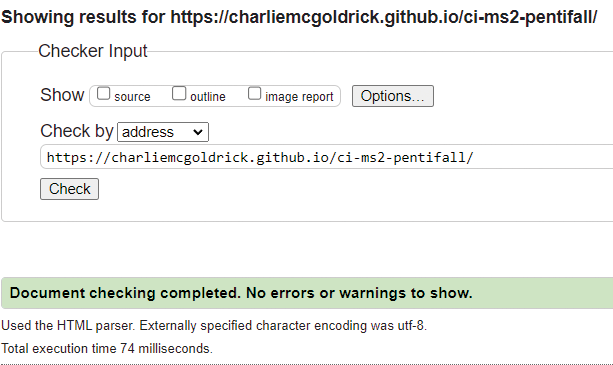 Showing results for https://charliemcgoldrick.github.io/ci-ms2-pentifall/
Checker Input
Show source outline image report Options...
Check by address
https://charliemcgoldrick.github.io/ci-ms2-pentifall/
Check
Document checking completed. No errors or warnings to show.
Used the HTML parser. Externally specified character encoding was utf-8.
Total execution time 74 milliseconds.